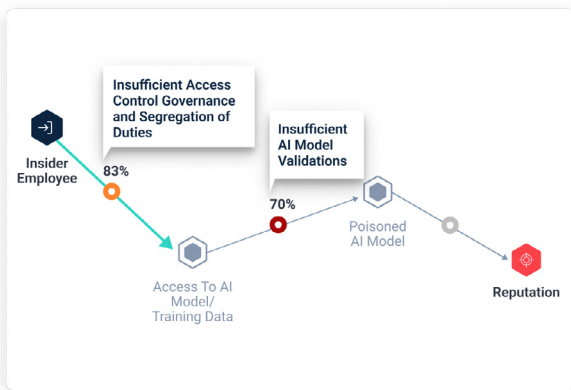 Insufficient Access
Control Governance
and Segregation of
Duties
Insufficient
AI Model
Validations
Insider
Employee
83%
70%
Poisoned
AI Model
Access To AI
Model/
Training Data
Reputation